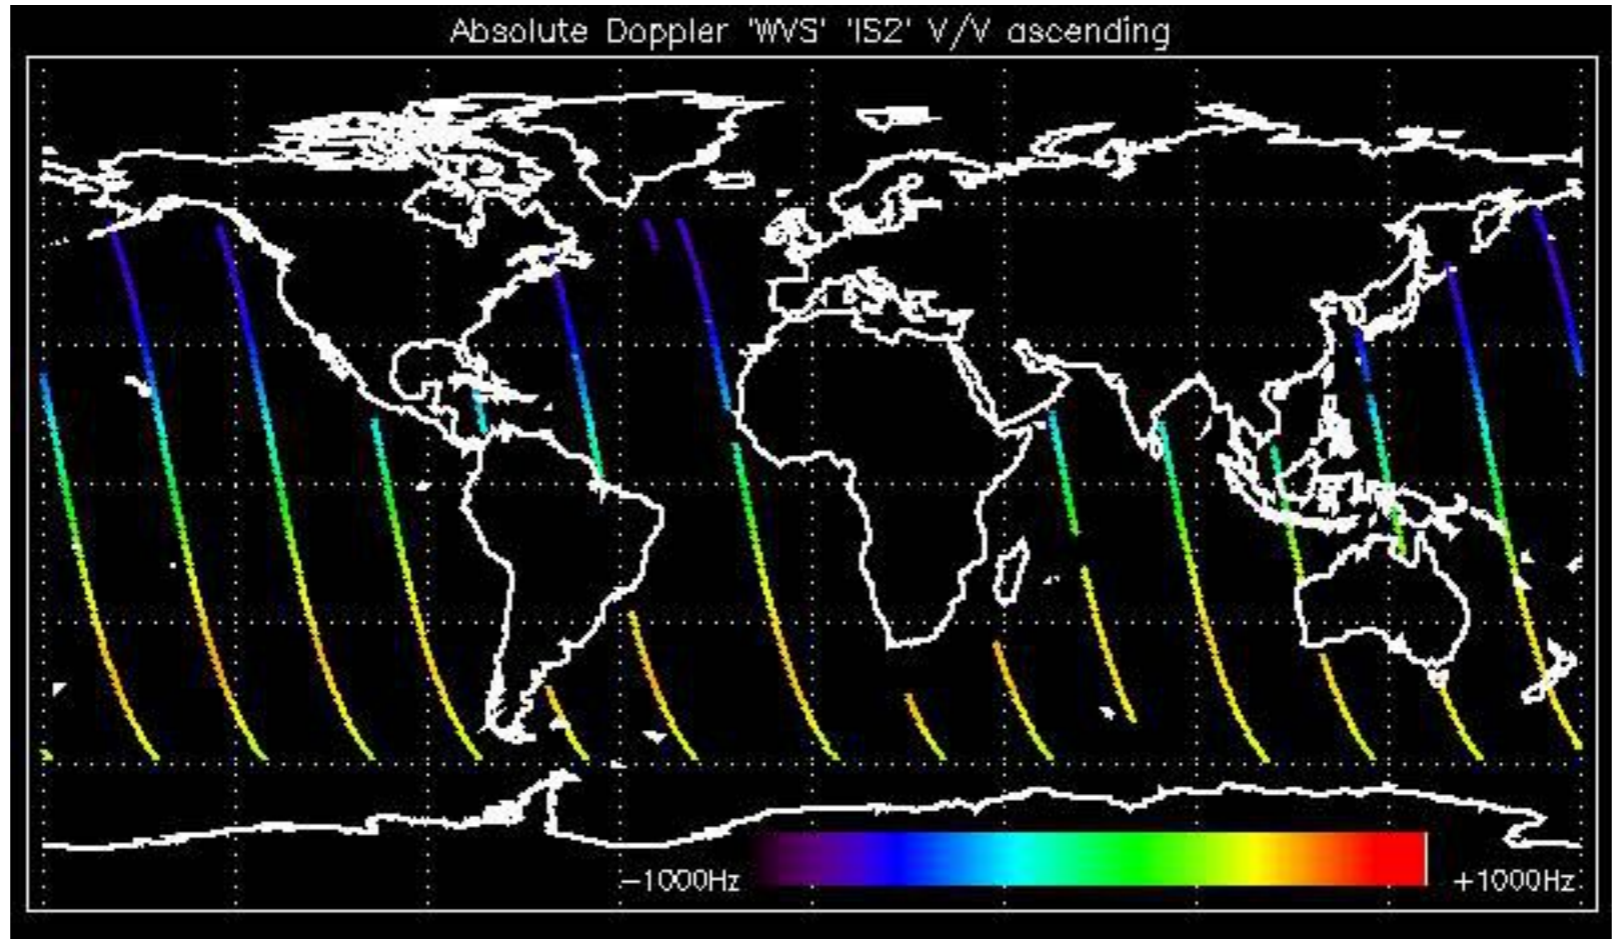 Absolute Doppler 'WVS' 'IS2' V/V ascending
−1000Hz +1000Hz